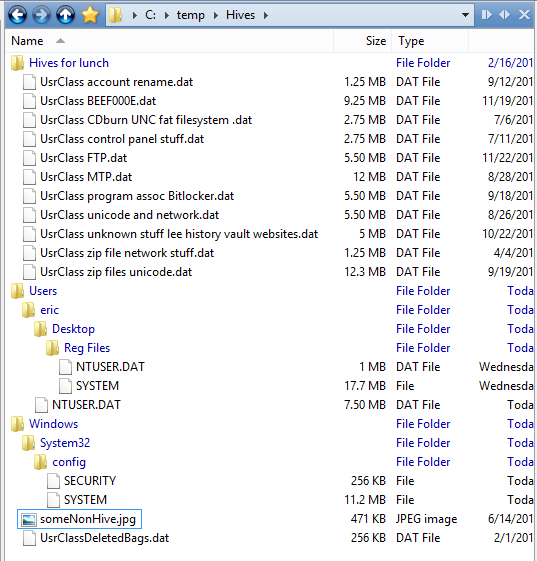 C: temp Hives
Name Size Type
Hives for lunch File Folder 2/16/201
UsrClass account rename.dat 1.25 MB DAT File 9/12/201
UsrClass BEEF000E.dat 9.25 MB DAT File 11/19/201
UsrClass CDburn UNC fat filesystem .dat 2.75 MB DAT File 7/6/201
UsrClass control panel stuff.dat 2.75 MB DAT File 7/11/201
UsrClass FTP.dat 5.50 MB DAT File 11/22/201
UsrClass MTP.dat 12 MB DAT File 8/28/201
UsrClass program assoc Bitlocker.dat 5.50 MB DAT File 9/18/201
UsrClass unicode and network.dat 5.50 MB DAT File 8/26/201
UsrClass unknown stuff lee history vault websites.dat 5 MB DAT File 10/22/201
UsrClass zip file network stuff.dat 1.25 MB DAT File 4/4/201
UsrClass zip files unicode.dat 12.3 MB DAT File 9/19/201
Users File Folder Toda
eric File Folder Toda
Desktop File Folder Toda
Reg Files File Folder Toda
NTUSER.DAT 1 MB DAT File Wednesda
SYSTEM 17.7 MB File Wednesda
NTUSER.DAT 7.50 MB DAT File Toda
Windows File Folder Toda
System32 File Folder Toda
config File Folder Toda
SECURITY 256 KB File Toda
SYSTEM 11.2 MB File Toda
someNonHive.jpg 471 KB JPEG image 6/14/201
UsrClassDeletedBags.dat 256 KB DAT File 2/1/201